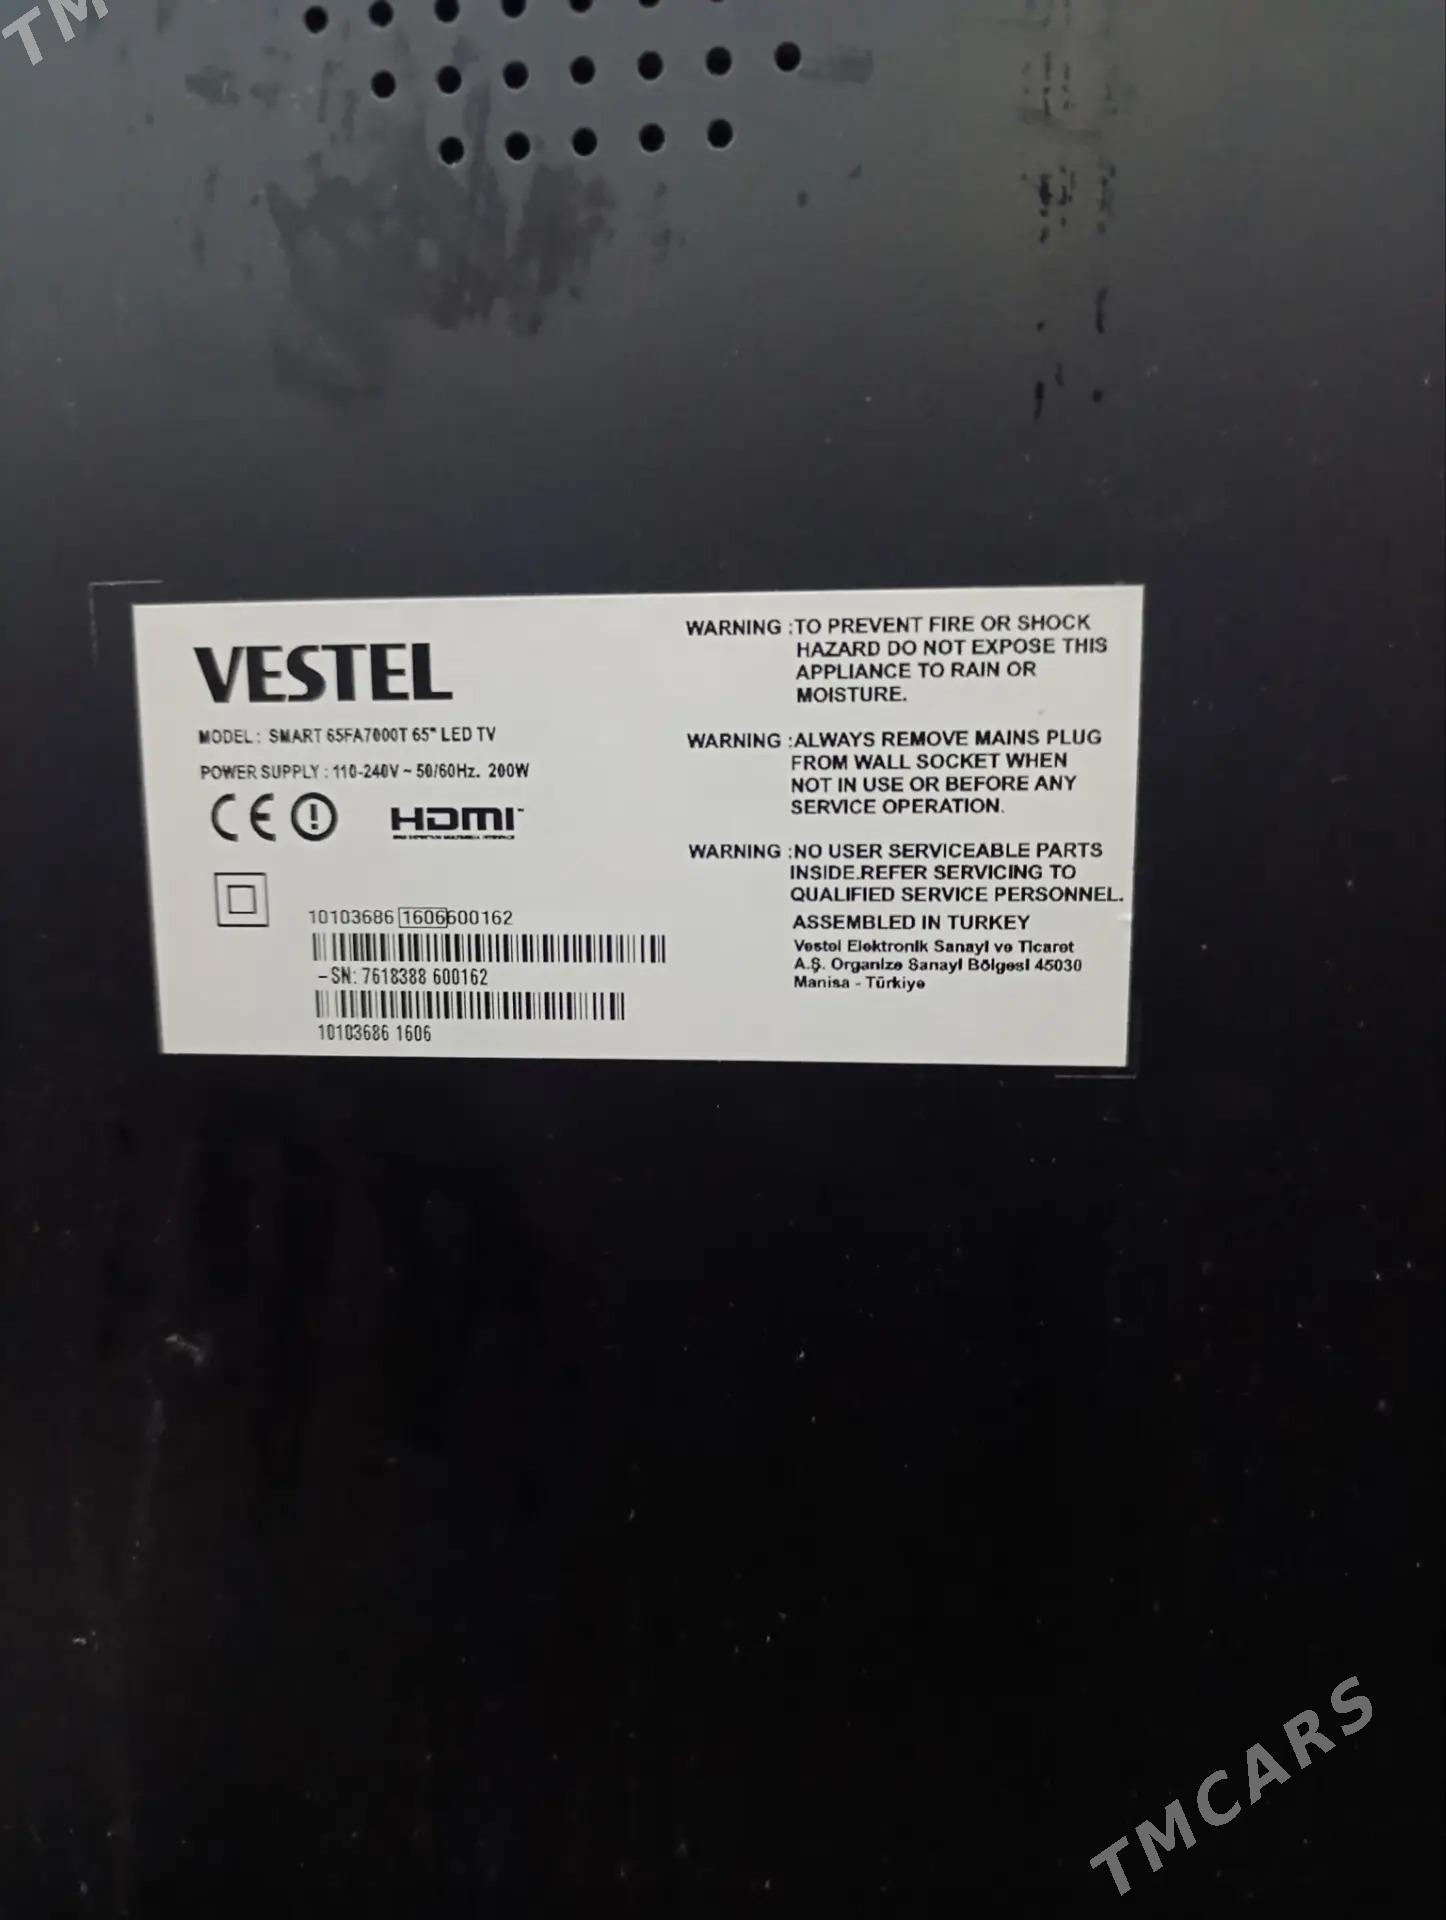 TM
VESTEL
MODEL : SMART 65FA7000T 65" LED TV
POWER SUPPLY : 110-240V ~ 50/60Hz. 200W
CE
HDMI
10103686 1606600162
-SN: 7618388 600162
10103686 1606
WARNING :TO PREVENT FIRE OR SHOCK
HAZARD DO NOT EXPOSE THIS
APPLIANCE TO RAIN OR
MOISTURE.
WARNING :ALWAYS REMOVE MAINS PLUG
FROM WALL SOCKET WHEN
NOT IN USE OR BEFORE ANY
SERVICE OPERATION.
WARNING :NO USER SERVICEABLE PARTS
INSIDE.REFER SERVICING TO
QUALIFIED SERVICE PERSONNEL.
ASSEMBLED IN TURKEY
Vestel Elektronik Sanayi ve Ticaret
A.Ş. Organize Sanayi Bölgesi 45030
Manisa - Türkiye
TMCARS